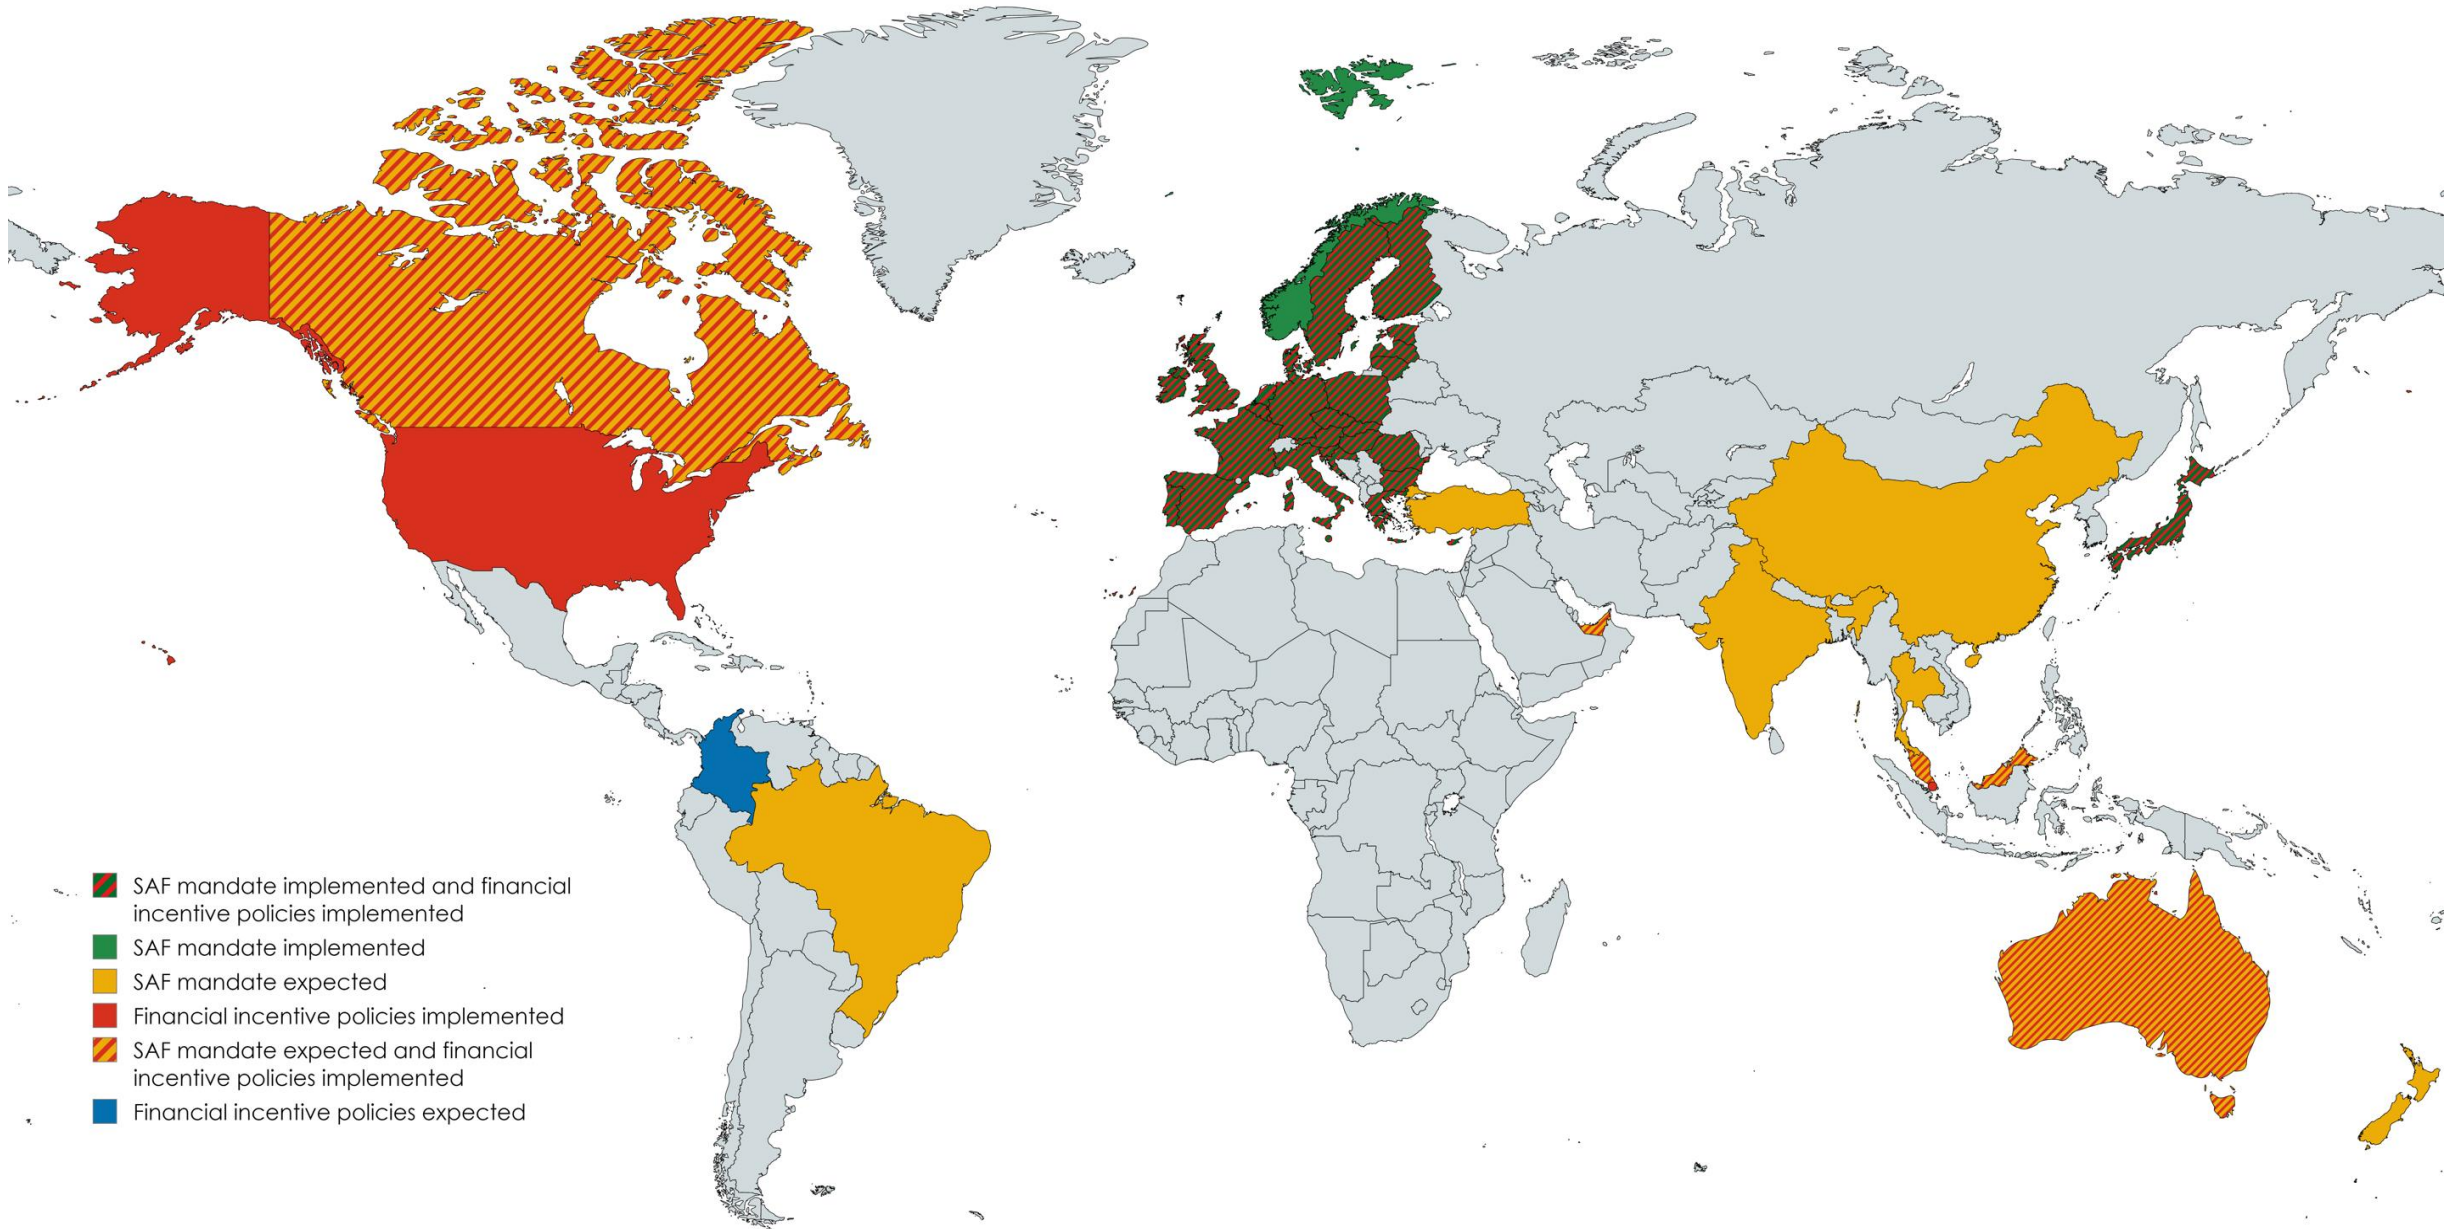 SAF mandate implemented and financial
incentive policies implemented
SAF mandate implemented
SAF mandate expected
Financial incentive policies implemented
SAF mandate expected and financial
incentive policies implemented
Financial incentive policies expected